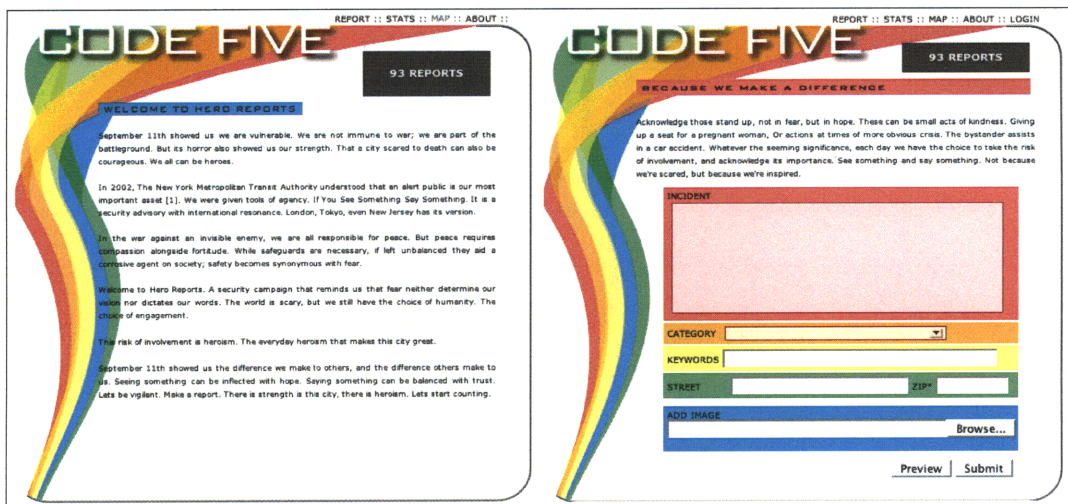 REPORT :: STATS :: MAP :: ABOUT ::
CODE FIVE
93 REPORTS
WELCOME TO HERO REPORTS
September 11th showed us we are vulnerable. We are not immune to war; we are part of the
battleground. But its horror also showed us our strength. That a city scared to death can also be
courageous. We all can be heroes.
In 2002, The New York Metropolitan Transit Authority understood that an alert public is our most
important asset [1]. We were given tools of agency. If You See Something Say Something. It is a
security advisory with international resonance. London, Tokyo, even New Jersey has its version.
In the war against an invisible enemy, we are all responsible for peace. But peace requires
compassion alongside fortitude. While safeguards are necessary, if left unbalanced they aid a
corrosive agent on society; safety becomes synonymous with fear.
Welcome to Hero Reports. A security campaign that reminds us that fear neither determine our
vision nor dictates our words. The world is scary, but we still have the choice of humanity. The
choice of engagement.
This risk of involvement is heroism. The everyday heroism that makes this city great.
September 11th showed us the difference we make to others, and the difference others make to
us. Seeing something can be inflected with hope. Saying something can be balanced with trust.
Lets be vigilant. Make a report. There is strength is this city, there is heroism. Lets start counting.
REPORT :: STATS :: MAP :: ABOUT :: LOGIN
CODE FIVE
93 REPORTS
BECAUSE WE MAKE A DIFFERENCE
Acknowledge those stand up, not in fear, but in hope. These can be small acts of kindness. Giving
up a seat for a pregnant woman, Or actions at times of more obvious crisis. The bystander assists
in a car accident. Whatever the seeming significance, each day we have the choice to take the risk
of involvement, and acknowledge its importance. See something and say something. Not because
we're scared, but because we're inspired.
INCIDENT
CATEGORY
KEYWORDS
STREET ZIP*
ADD IMAGE
Browse...
Preview Submit